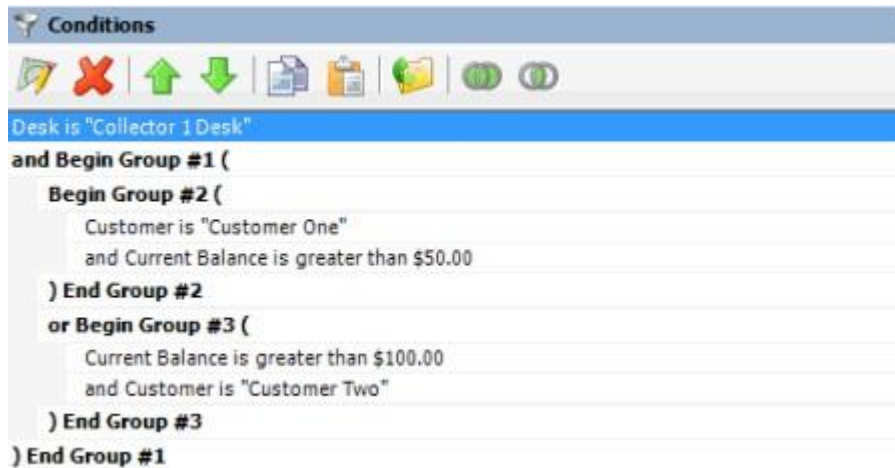 Conditions
Desk is "Collector 1 Desk"
and Begin Group #1 (
Begin Group #2 (
Customer is "Customer One"
and Current Balance is greater than $50.00
) End Group #2
or Begin Group #3 (
Current Balance is greater than $100.00
and Customer is "Customer Two"
) End Group #3
) End Group #1